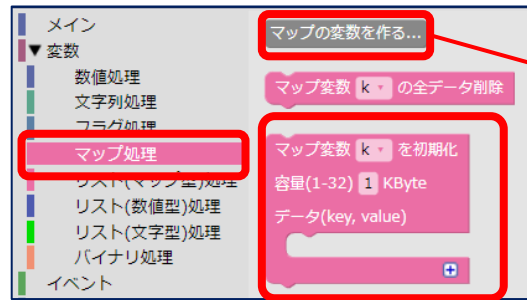 メイン
▼変数
数値処理
文字列処理
フラグ処理
マップ処理
リスト(マップ型)処理
リスト(数値型)処理
リスト(文字型)処理
バイナリ処理
イベント
マップの変数を作る...
マップ変数 k の全データ削除
マップ変数 k を初期化
容量(1-32) 1 KByte
データ(key, value)